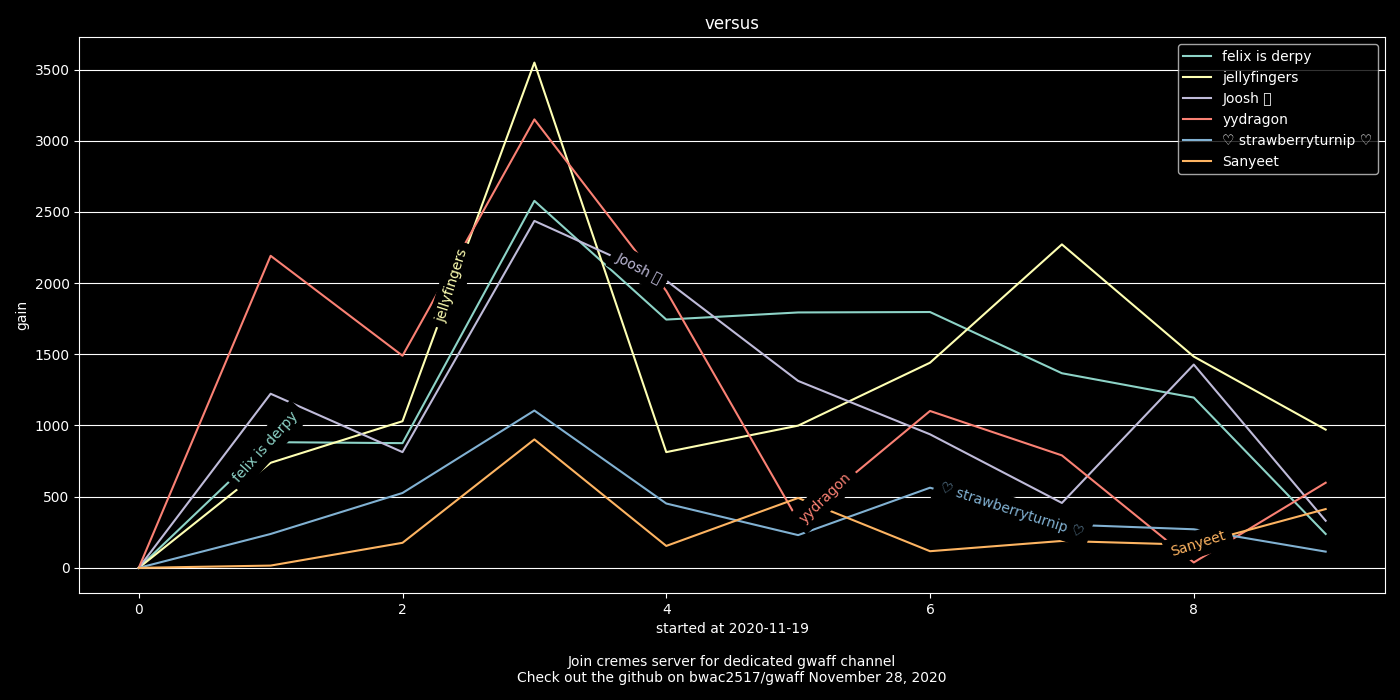 versus
3500
3000
2500
2000
1500
1000
500
0
gain
felix is derpy
jellyfingers
Joosh
yydragon
♡ strawberryturnip ♡
Sanyeet
felix is derpy
jellyfingers
Joosh
yydragon
♡ strawberryturnip ♡
Sanyeet
0 2 4 6 8
started at 2020-11-19
Join cremes server for dedicated gwaff channel
Check out the github on bwac2517/gwaff November 28, 2020